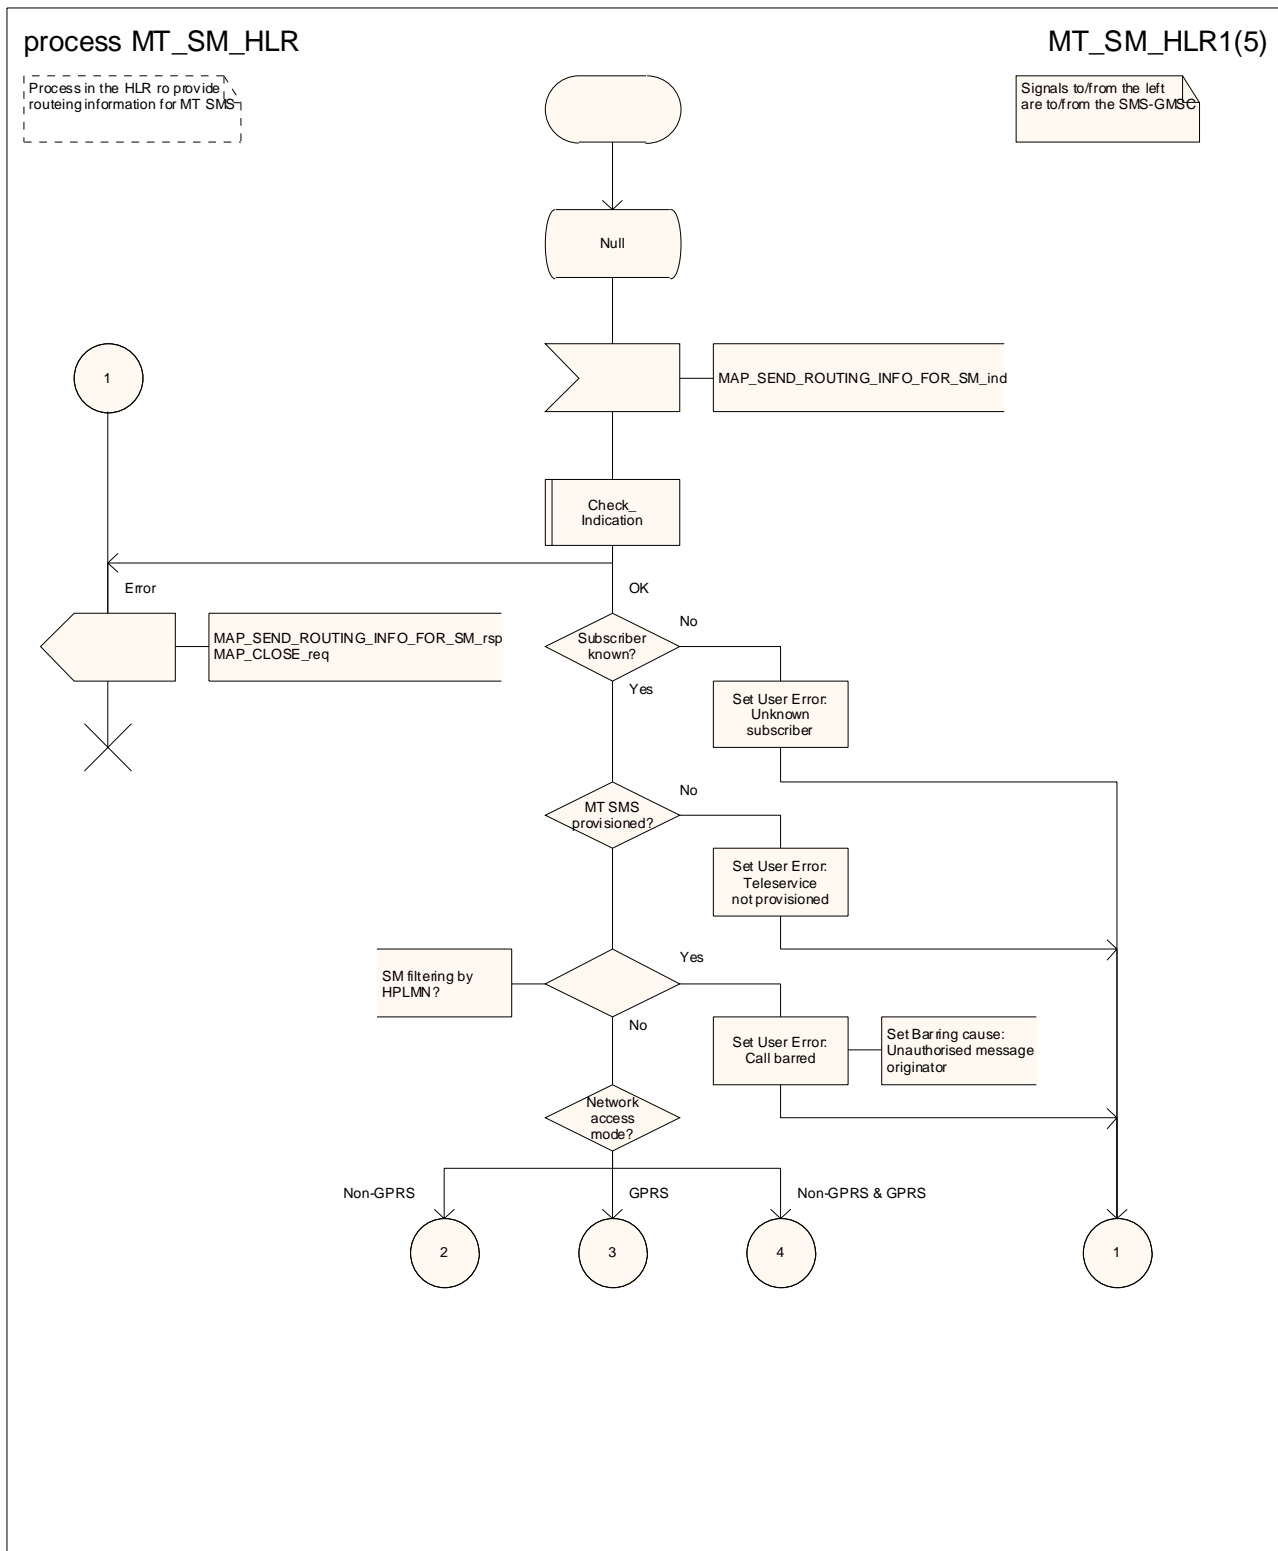 process MT_SM_HLR
MT_SM_HLR1(5)
Process in the HLR ro provide
routeing information for MT SMS
Signals to/from the left
are to/from the SMS-GMSC
Null
1
MAP_SEND_ROUTING_INFO_FOR_SM_ind
Check_
Indication
Error
OK
MAP_SEND_ROUTING_INFO_FOR_SM_rsp
MAP_CLOSE_req
Subscriber
known?
No
Yes
Set User Error:
Unknown
subscriber
MT SMS
provisioned?
No
Set User Error:
Teleservice
not provisioned
SM filtering by
HPLMN?
Yes
No
Set User Error:
Call barred
Set Barring cause:
Unauthorised message
originator
Network
access
mode?
Non-GPRS
GPRS
Non-GPRS & GPRS
2
3
4
1